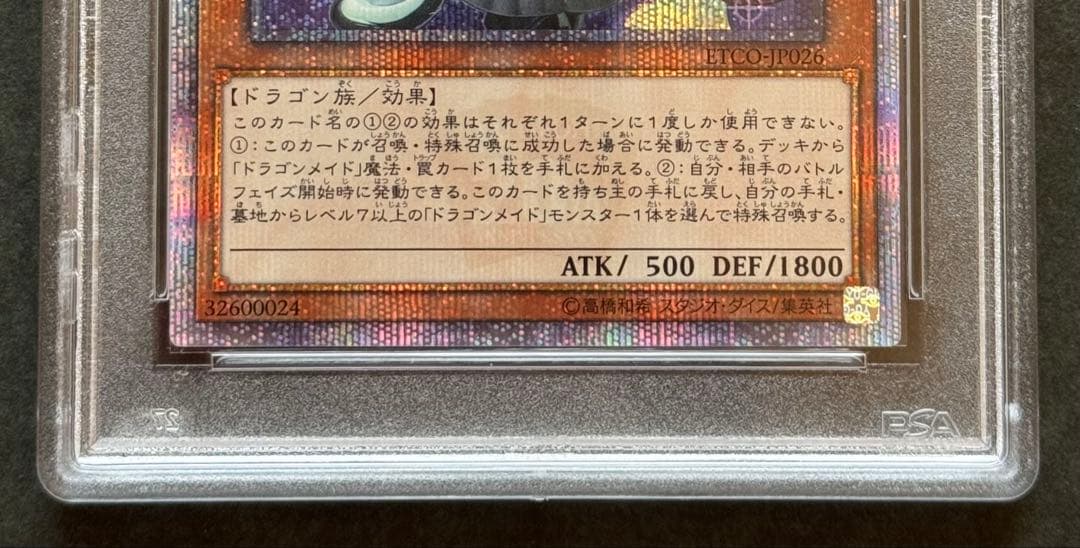 ETCO-JP026
【ドラゴン族／効果】
このカード名の①②の効果はそれぞれ1ターンに1度しか使用できない。
①：このカードが召喚・特殊召喚に成功した場合に発動できる。デッキから
「ドラゴンメイド」魔法・罠カード1枚を手札に加える。②：自分・相手のバトル
フェイズ開始時に発動できる。このカードを持ち主の手札に戻し、自分の手札・
墓地からレベル7以上の「ドラゴンメイド」モンスター1体を選んで特殊召喚する。
ATK/ 500 DEF/1800
32600024 ©高橋和希 スタジオ・ダイス/集英社
27 PSA